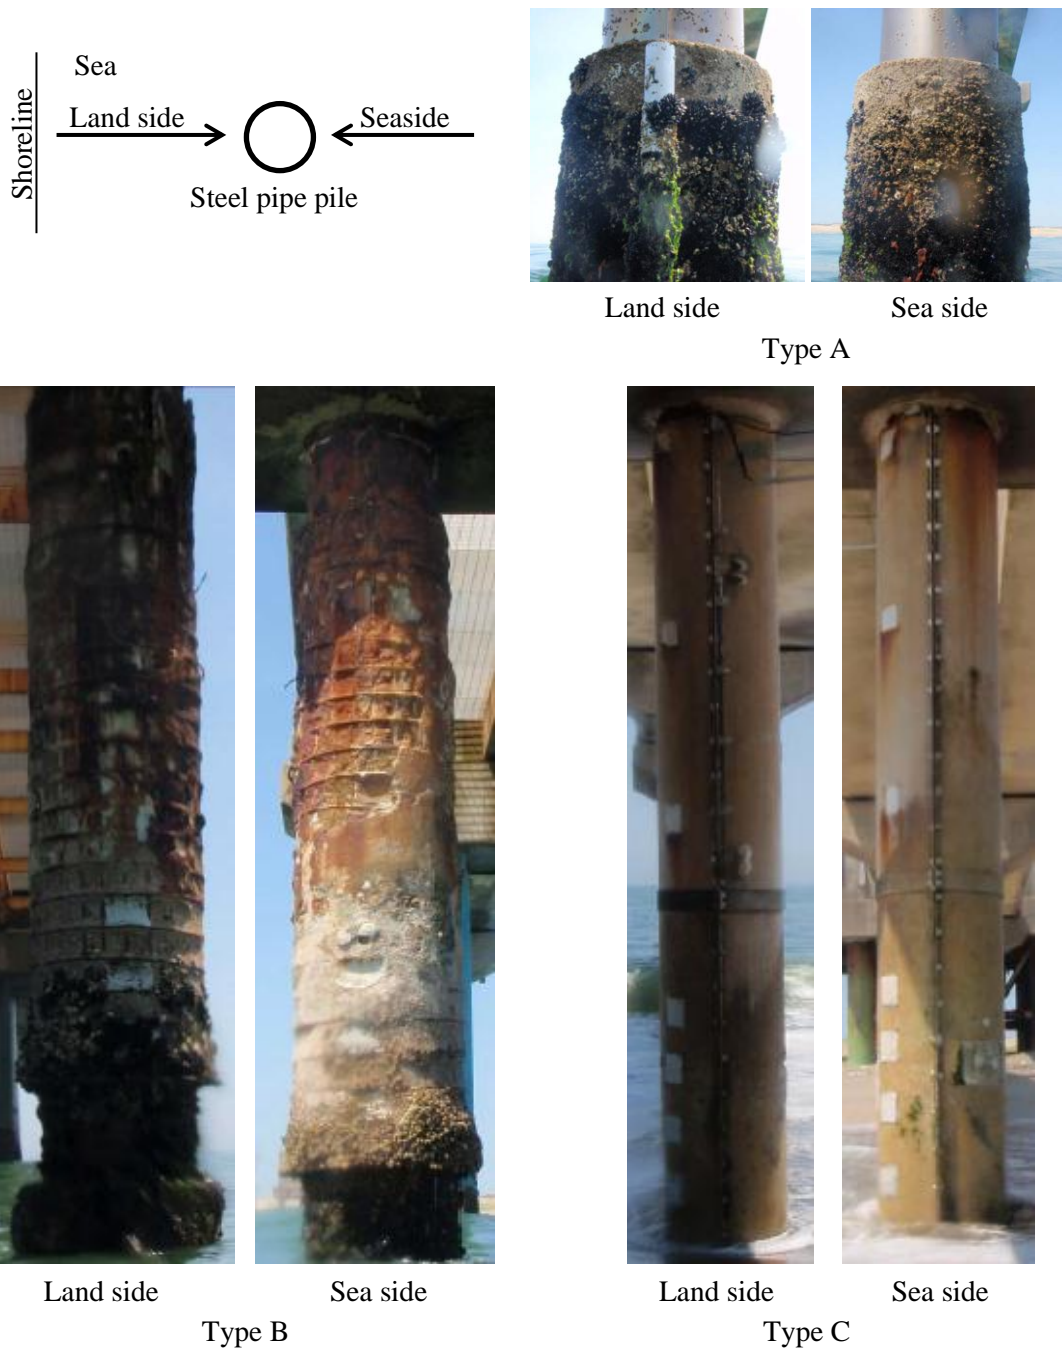 Shoreline
Sea
Land side
Seaside
Steel pipe pile
Land side
Sea side
Type A
Land side
Sea side
Type B
Land side
Sea side
Type C